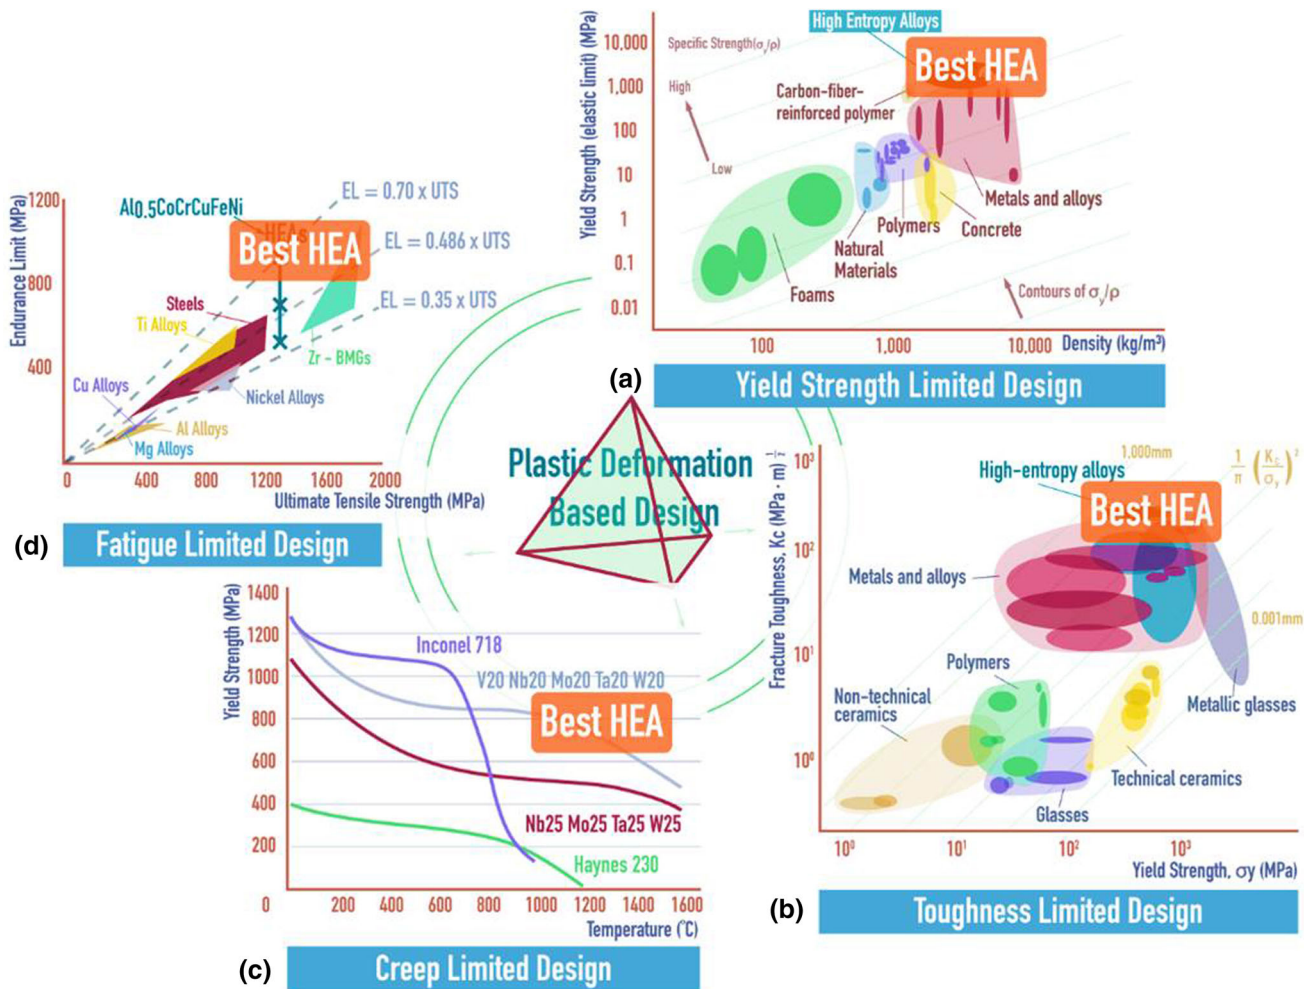 High Entropy Alloys
Best HEA
Specific Strength(σy/ρ)
High
Low
Carbon-fiber-
reinforced polymer
Metals and alloys
Polymers
Concrete
Natural
Materials
Foams
Contours of σy/ρ
Yield Strength (elastic limit) (MPa)
10,000
1,000
100
10
1
0.1
0.01
100
1,000
10,000
Density (kg/m³)
(a)
Yield Strength Limited Design
Endurance Limit (MPa)
1200
800
400
Al0.5CoCrCuFeNi
HEAs
Best HEA
EL = 0.70 x UTS
EL = 0.486 x UTS
EL = 0.35 x UTS
Steels
Ti Alloys
Zr - BMGs
Cu Alloys
Nickel Alloys
Al Alloys
Mg Alloys
0
400
800
1200
1600
2000
Ultimate Tensile Strength (MPa)
(d)
Fatigue Limited Design
Plastic Deformation
Based Design
Fracture Toughness, Kc (MPa · m) 1/2
10³
10²
10¹
10⁰
1.000mm
1/π (Kc/σy)²
High-entropy alloys
Best HEA
Metals and alloys
0.001mm
Polymers
Non-technical
ceramics
Metallic glasses
Technical ceramics
Glasses
10⁰
10¹
10²
10³
Yield Strength, σy (MPa)
(b)
Toughness Limited Design
Yield Strength (MPa)
1400
1200
1000
800
600
400
200
Inconel 718
V20 Nb20 Mo20 Ta20 W20
Best HEA
Nb25 Mo25 Ta25 W25
Haynes 230
0
200
400
600
800
1000
1200
1400
1600
Temperature (°C)
(c)
Creep Limited Design